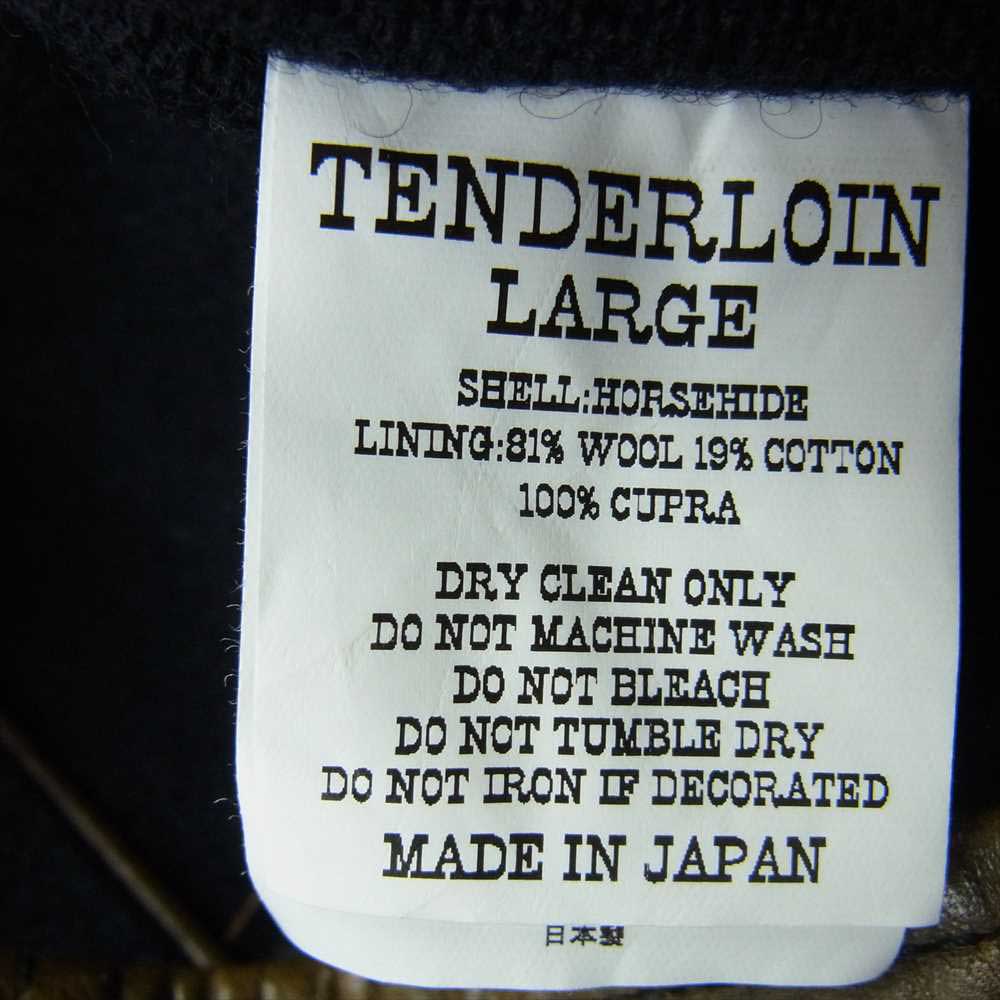 TENDERLOIN
LARGE
SHELL:HORSEHIDE
LINING:81% WOOL 19% COTTON
100% CUPRA
DRY CLEAN ONLY
DO NOT MACHINE WASH
DO NOT BLEACH
DO NOT TUMBLE DRY
DO NOT IRON IF DECORATED
MADE IN JAPAN
日本製